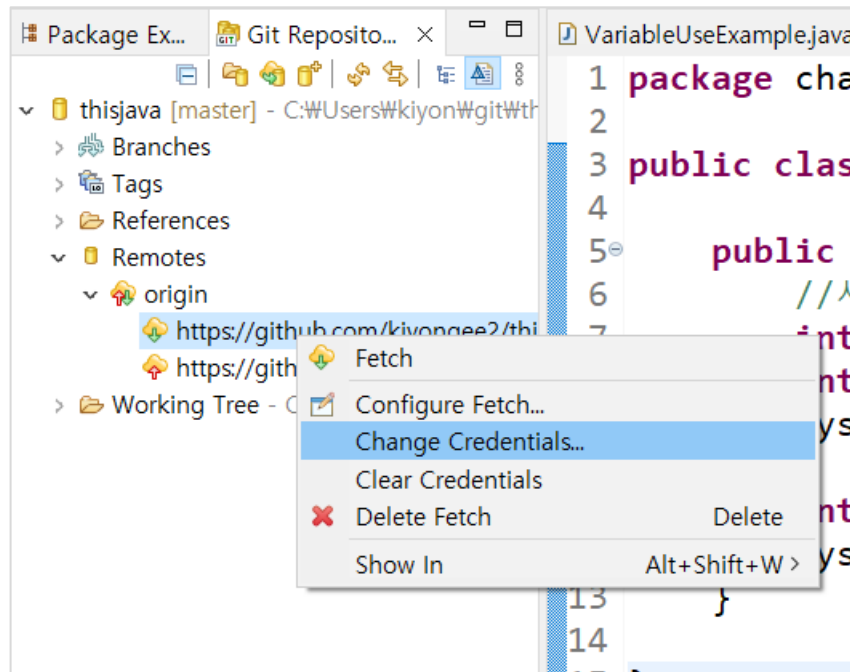 Package Ex...
Git Reposito...
VariableUseExample.java
thisjava [master] - C:₩Users₩kiyon₩git₩th
Branches
Tags
References
Remotes
origin
https://github.com/kiyongee2/thi
https://gith
Working Tree - C
Fetch
Configure Fetch...
Change Credentials...
Clear Credentials
Delete Fetch Delete
Show In Alt+Shift+W >
1 package cha
2
3 public clas
4
5 public
6 //
7 int
nt
ys
nt
ys
13 }
14